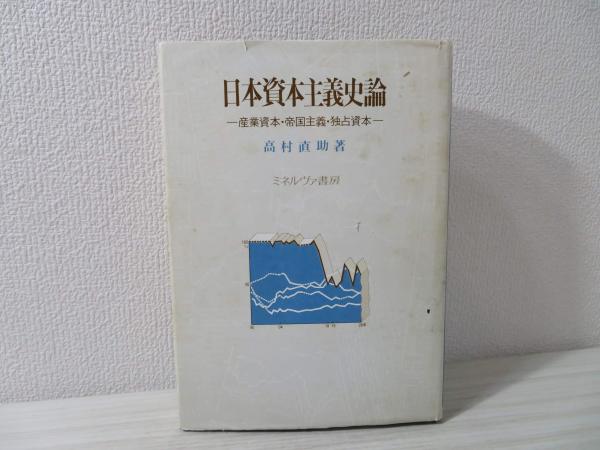 日本資本主義史論
―産業資本・帝国主義・独占資本―
高村直助著
ミネルヴァ書房
100